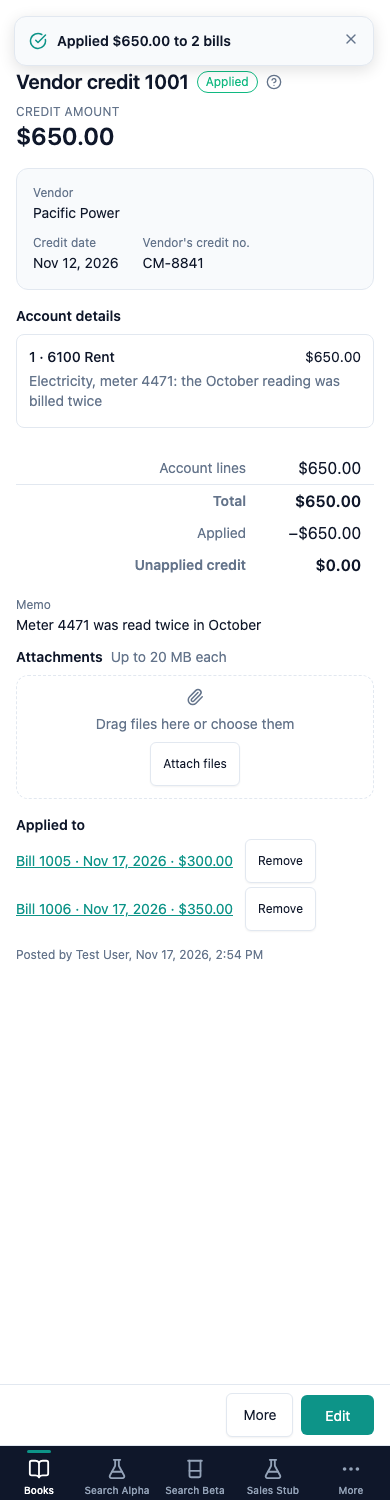 Applied $650.00 to 2 bills
Vendor credit 1001 Applied
CREDIT AMOUNT
$650.00
Vendor
Pacific Power
Credit date Vendor's credit no.
Nov 12, 2026 CM-8841
Account details
1 · 6100 Rent $650.00
Electricity, meter 4471: the October reading was
billed twice
Account lines $650.00
Total $650.00
Applied –$650.00
Unapplied credit $0.00
Memo
Meter 4471 was read twice in October
Attachments Up to 20 MB each
Drag files here or choose them
Attach files
Applied to
Bill 1005 · Nov 17, 2026 · $300.00 Remove
Bill 1006 · Nov 17, 2026 · $350.00 Remove
Posted by Test User, Nov 17, 2026, 2:54 PM
More Edit
Books Search Alpha Search Beta Sales Stub More